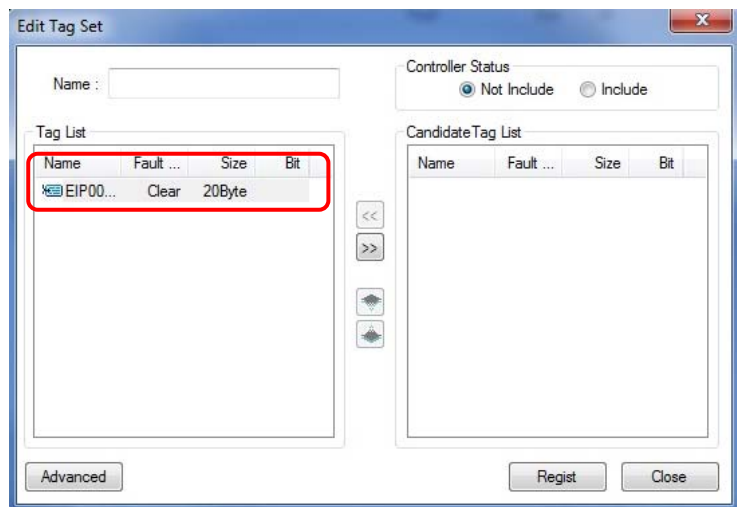 Edit Tag Set
x
Name :
Controller Status
Not Include Include
Tag List
Name Fault ... Size Bit
EIP00... Clear 20Byte
<<
>>
Candidate Tag List
Name Fault ... Size Bit
Advanced
Regist Close